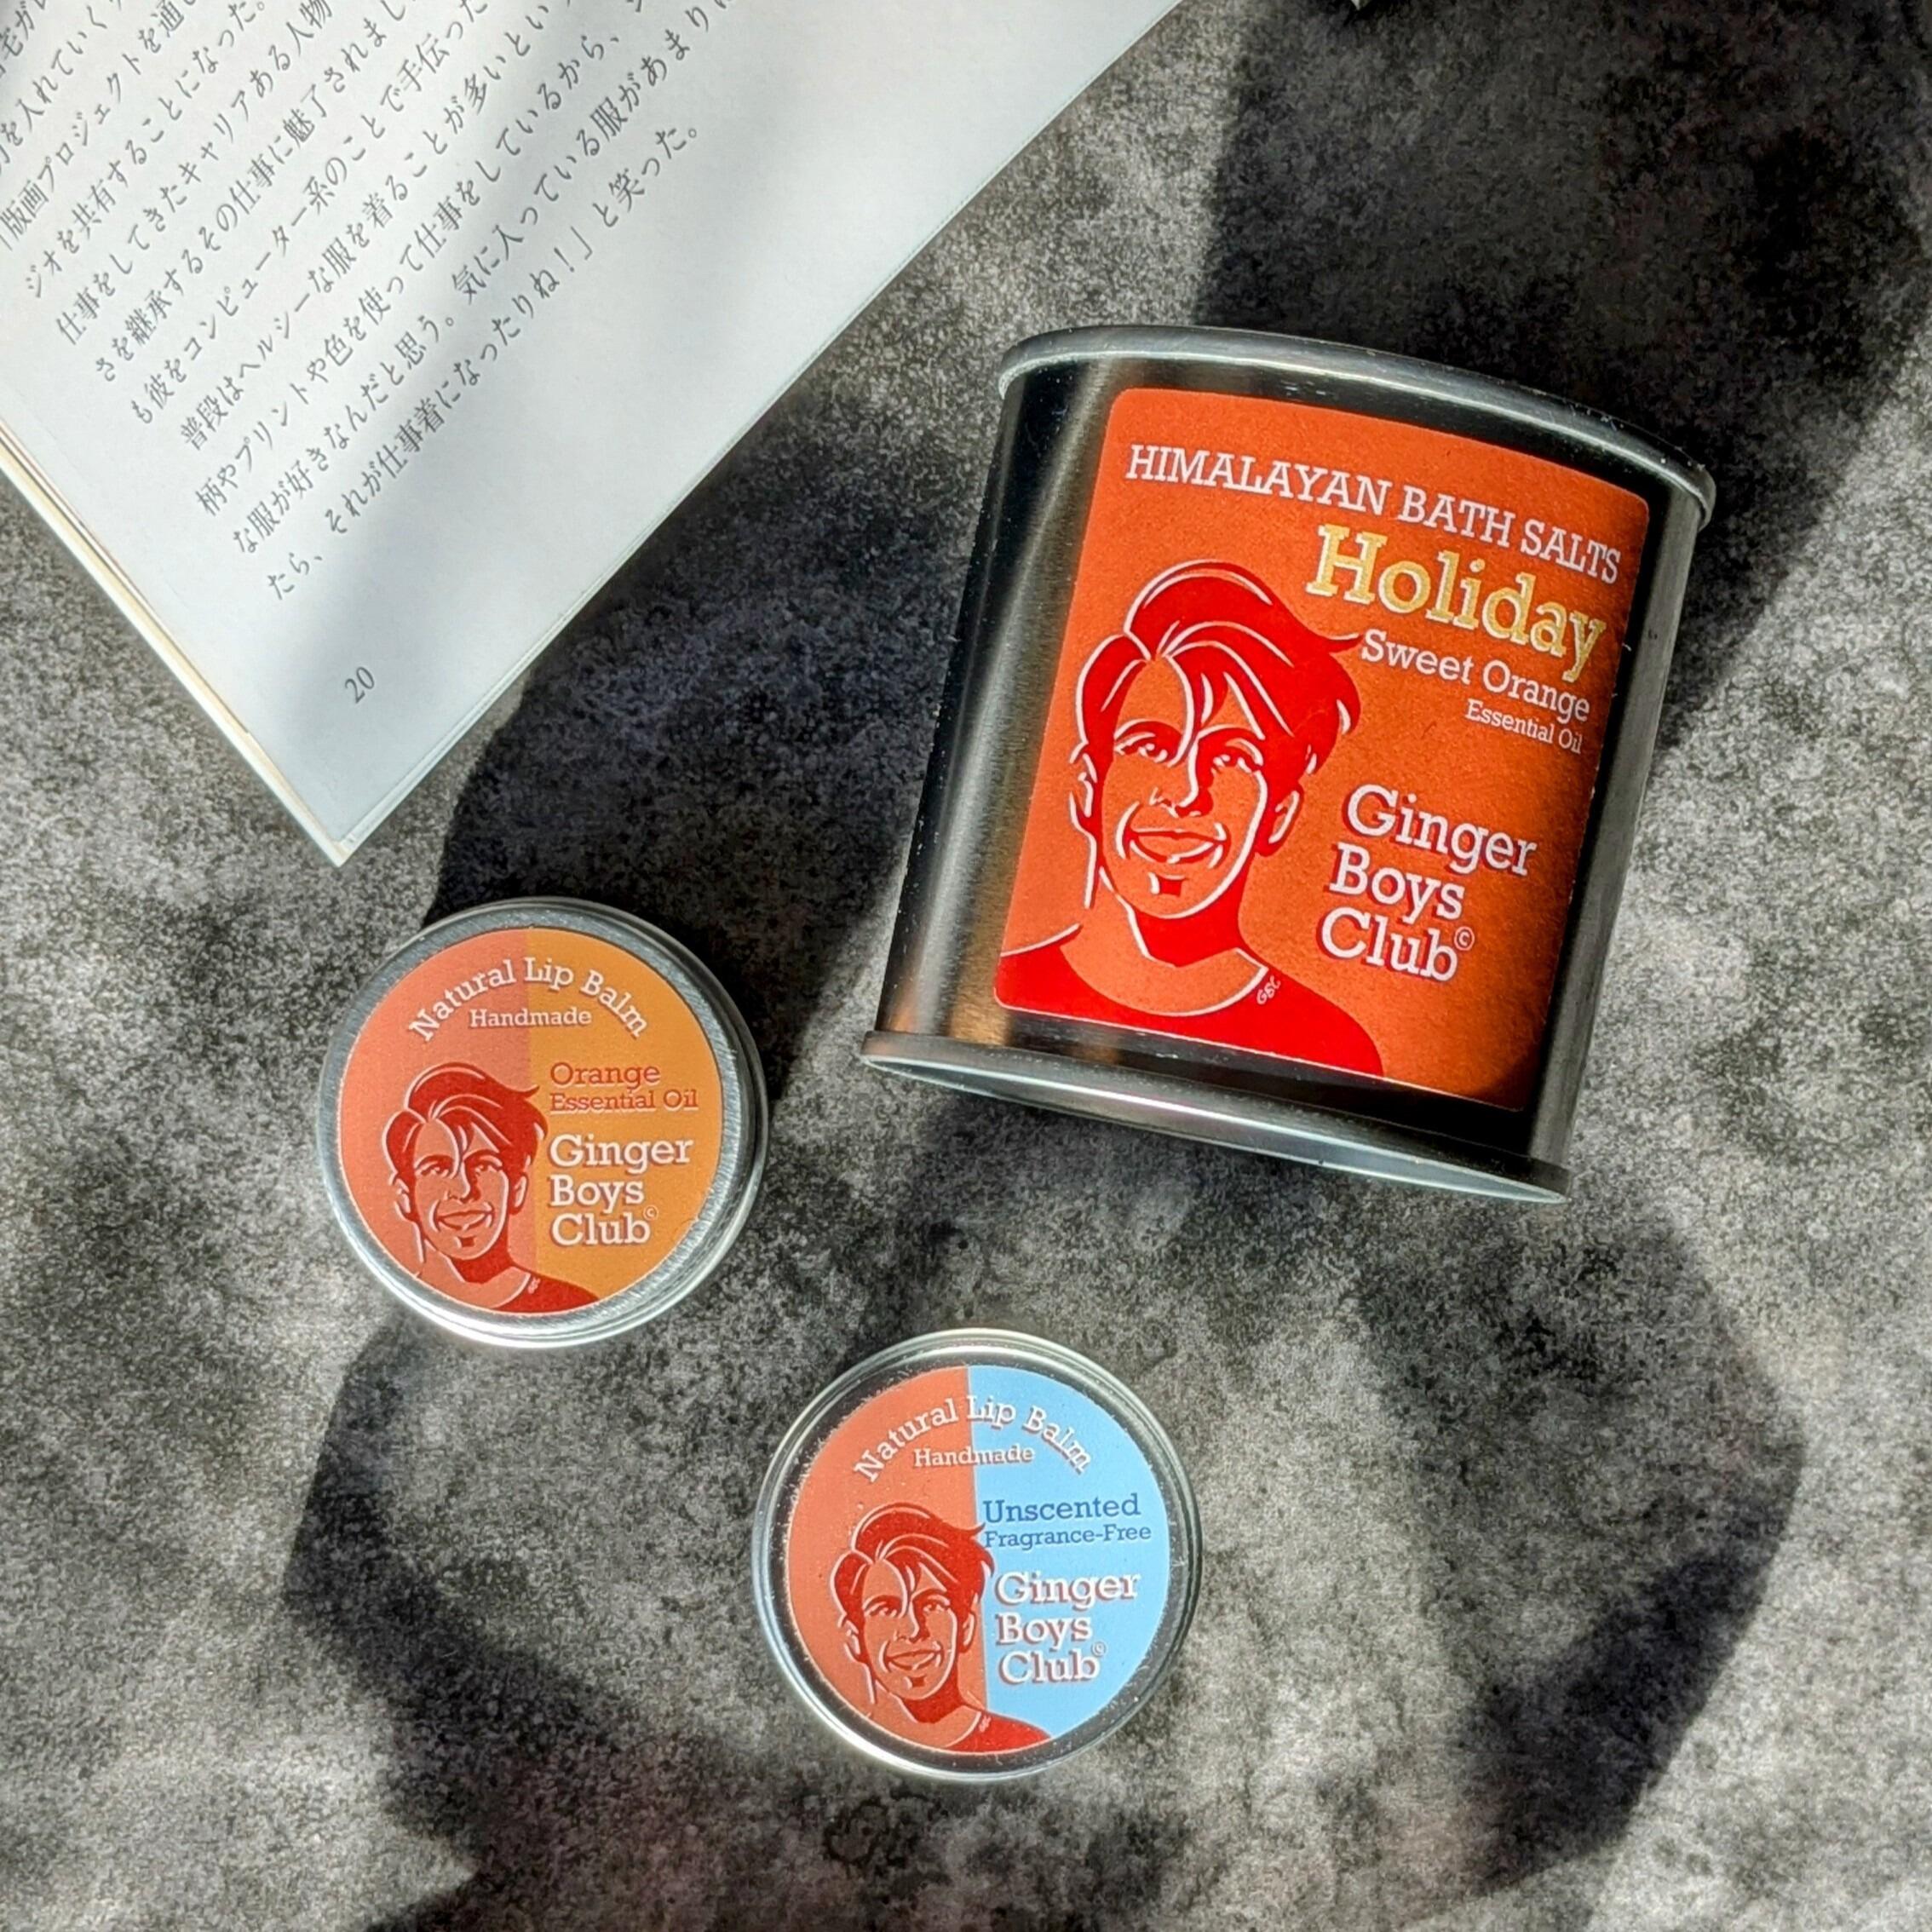 を入れていく
「版画プロジェクトを通し
ジオを共有することになった。
仕事をしてきたキャリアある人物
さを継承するその仕事に魅了されまし
も彼をコンピューター系のことで手伝った
普段はヘルシーな服を着ることが多いとい
柄やプリントや色を使って仕事をしているから、
な服が好きなんだと思う。気に入っている服があまり
たら、それが仕事着になったりね！」と笑った。
20
HIMALAYAN BATH SALTS
Holiday
Sweet Orange
Essential Oil
Ginger
Boys
Club©
GBC
Natural Lip Balm
Handmade
Orange
Essential Oil
Ginger
Boys
Club©
Natural Lip Balm
Handmade
Unscented
Fragrance-Free
Ginger
Boys
Club©